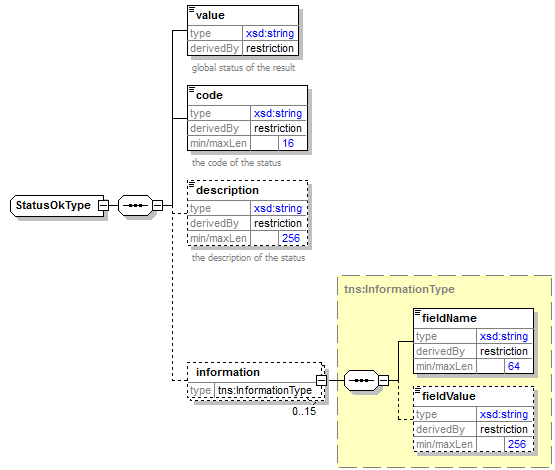 value
type xsd:string
derivedBy restriction
global status of the result
code
type xsd:string
derivedBy restriction
min/maxLen 16
the code of the status
StatusOkType
description
type xsd:string
derivedBy restriction
min/maxLen 256
the description of the status
tns:InformationType
fieldName
type xsd:string
derivedBy restriction
min/maxLen 64
information
type tns:InformationType
0..15
fieldValue
type xsd:string
derivedBy restriction
min/maxLen 256